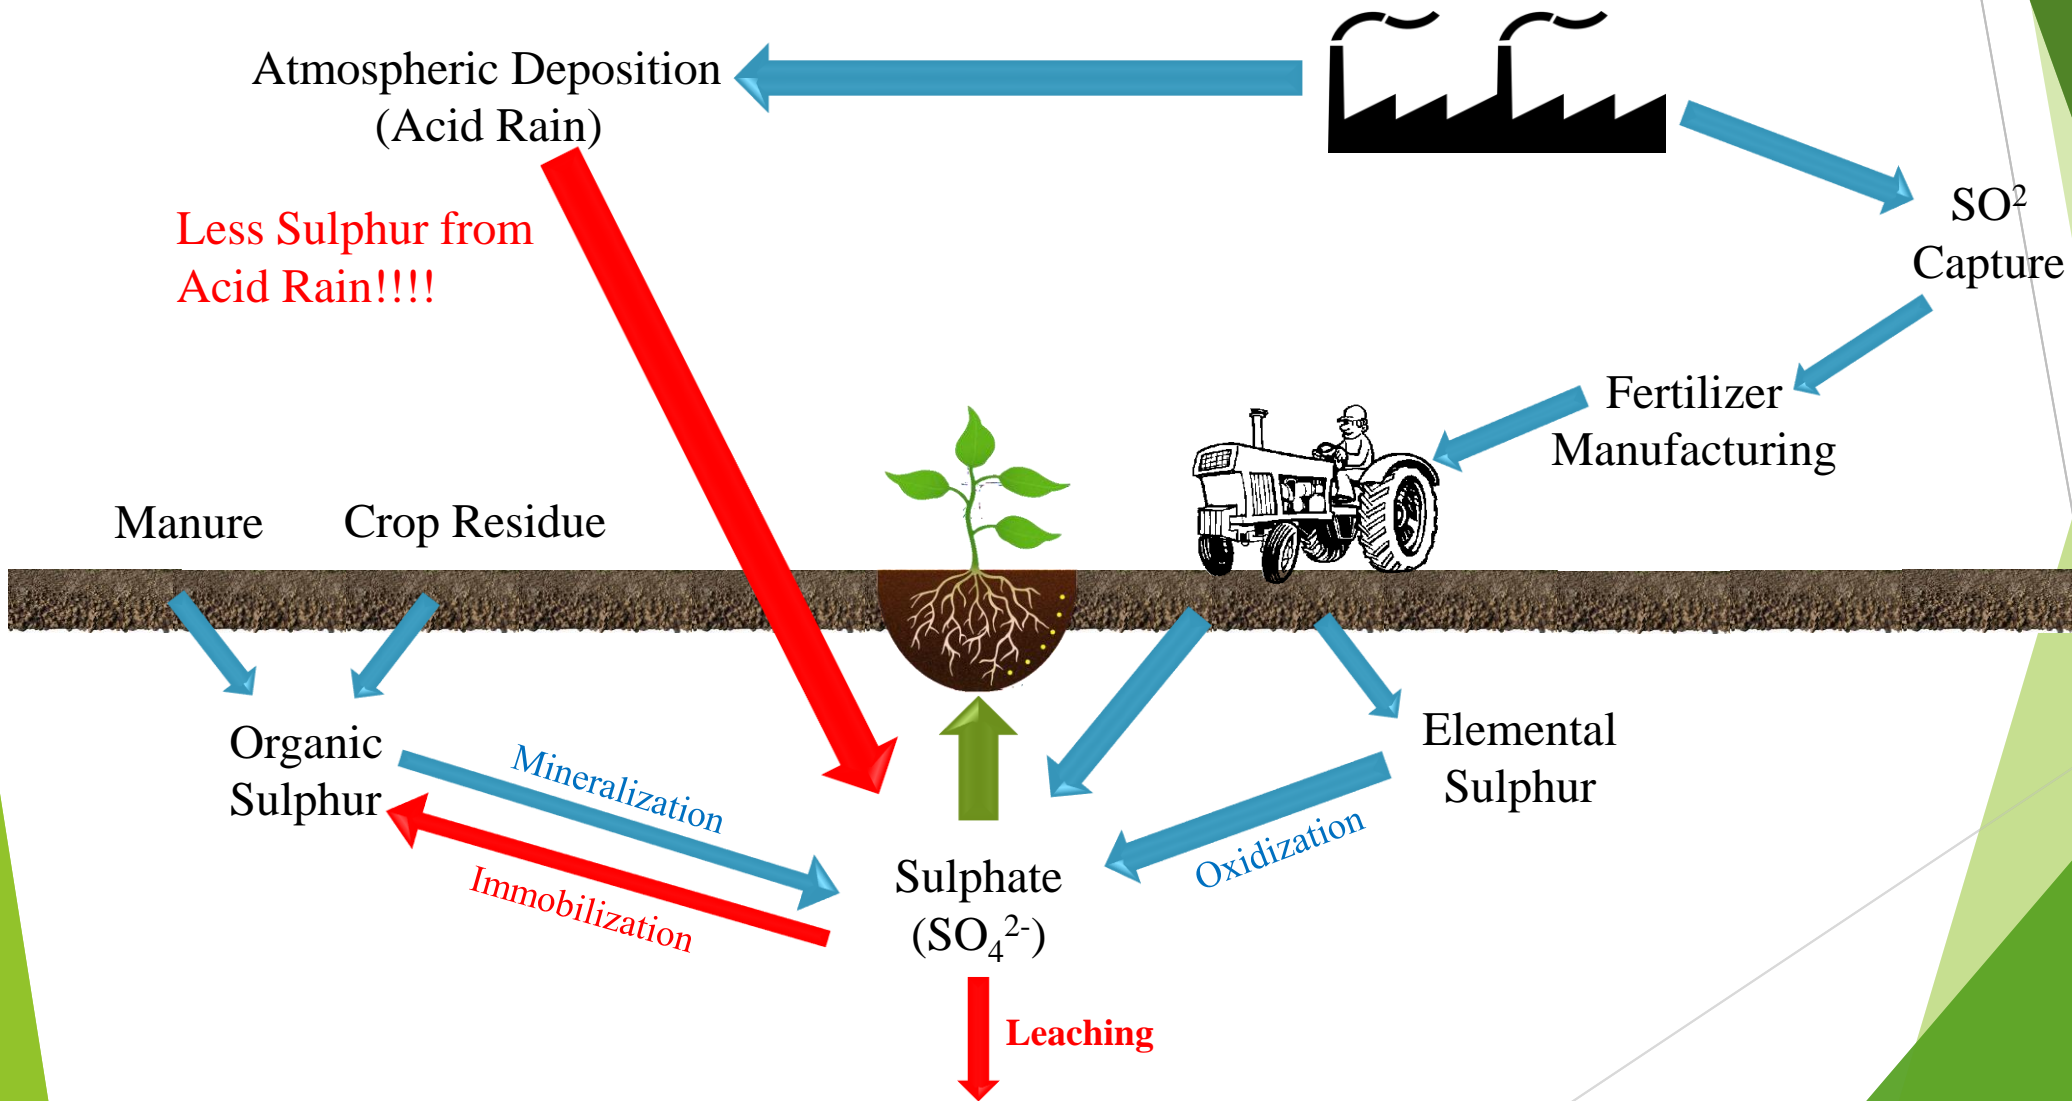 Atmospheric Deposition
(Acid Rain)
Less Sulphur from
Acid Rain!!!!
SO²
Capture
Fertilizer
Manufacturing
Manure
Crop Residue
Organic
Sulphur
Mineralization
Immobilization
Elemental
Sulphur
Oxidization
Sulphate
(SO₄²⁻)
Leaching